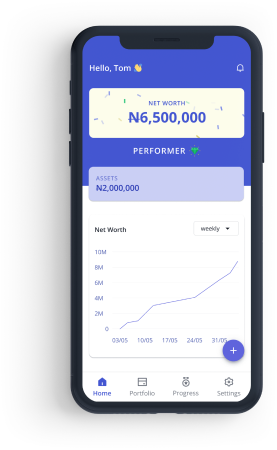 Hello, Tom 👋
NET WORTH
₦6,500,000
PERFORMER 🌴
ASSETS
₦2,000,000
Net Worth
weekly
10M
8M
6M
4M
2M
0
03/05 10/05 17/05 24/05 31/05
+
Home Portfolio Progress Settings